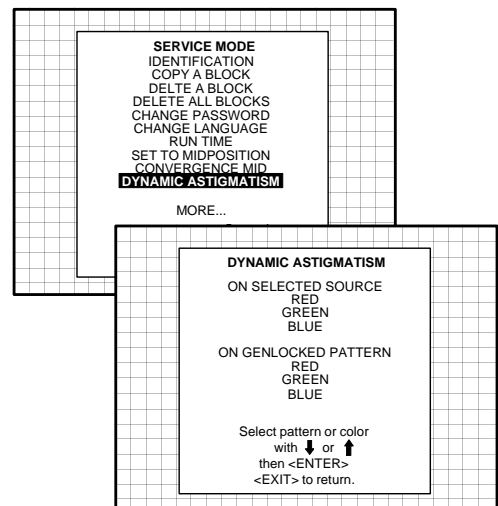 SERVICE MODE
IDENTIFICATION
COPY A BLOCK
DELTE A BLOCK
DELETE ALL BLOCKS
CHANGE PASSWORD
CHANGE LANGUAGE
RUN TIME
SET TO MIDPOSITION
CONVERGENCE MID
DYNAMIC ASTIGMATISM
MORE...
DYNAMIC ASTIGMATISM
ON SELECTED SOURCE
RED
GREEN
BLUE
ON GENLOCKED PATTERN
RED
GREEN
BLUE
Select pattern or color
with ⬇ or ⬆
then <ENTER>
<EXIT> to return.